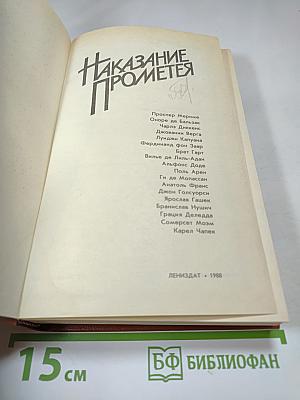 НАКАЗАНИЕ
ПРОМЕТЕЯ
Проспер Мериме
Оноре де Бальзак
Чарлз Диккенс
Джованни Верга
Луиджи Капуана
Фердинанд фон Заар
Брет Гарт
Вилье де Лиль-Адан
Альфонс Доде
Поль Арен
Ги де Мопассан
Анатоль Франс
Джон Голсуорси
Ярослав Гашек
Бранислав Нушич
Грация Деледда
Сомерсет Моэм
Карел Чапек
ЛЕНИЗДАТ • 1988
15 см
БФ БИБЛИОФАН